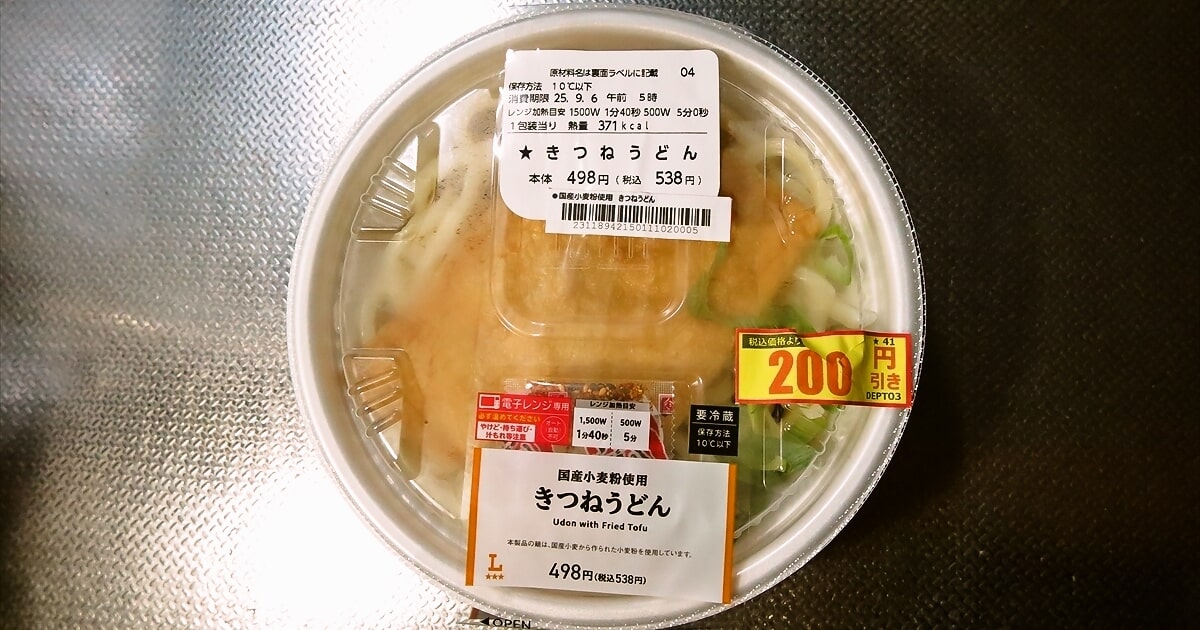 原材料名は裏面ラベルに記載 04
保存方法 10℃以下
消費期限 25.9.6 午前 5時
レンジ加熱目安 1500W 1分40秒 500W 5分0秒
1包装当り 熱量 371kcal
★きつねうどん
本体 498円(税込 538円)
●国産小麦粉使用 きつねうどん
23118942150111020005
税込価格より ★41
200円引き
DEPT03
電子レンジ専用
必ず温めてください
やけど・持ち運び・
汁もれ等注意
オート
自動
不可
レンジ加熱目安
1,500W 500W
1分40秒 5分
要冷蔵
保存方法
10℃以下
国産小麦粉使用
きつねうどん
Udon with Fried Tofu
本製品の麺は、国産小麦から作られた小麦粉を使用しています。
L
★★★
498円(税込538円)
◀OPEN